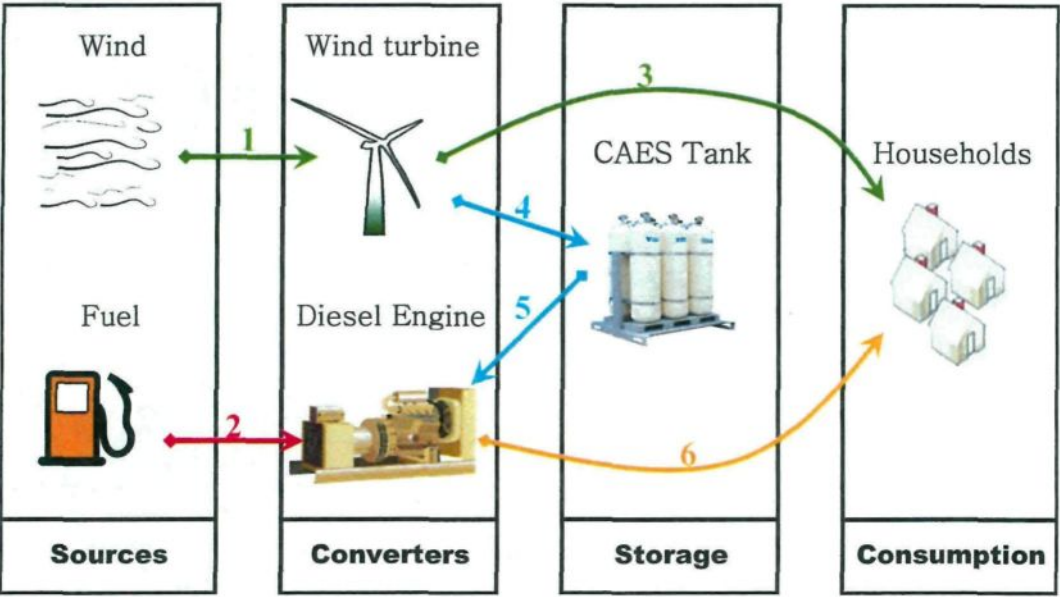 Wind
Wind turbine
1
3
CAES Tank
Households
4
Fuel
Diesel Engine
5
2
6
Sources
Converters
Storage
Consumption